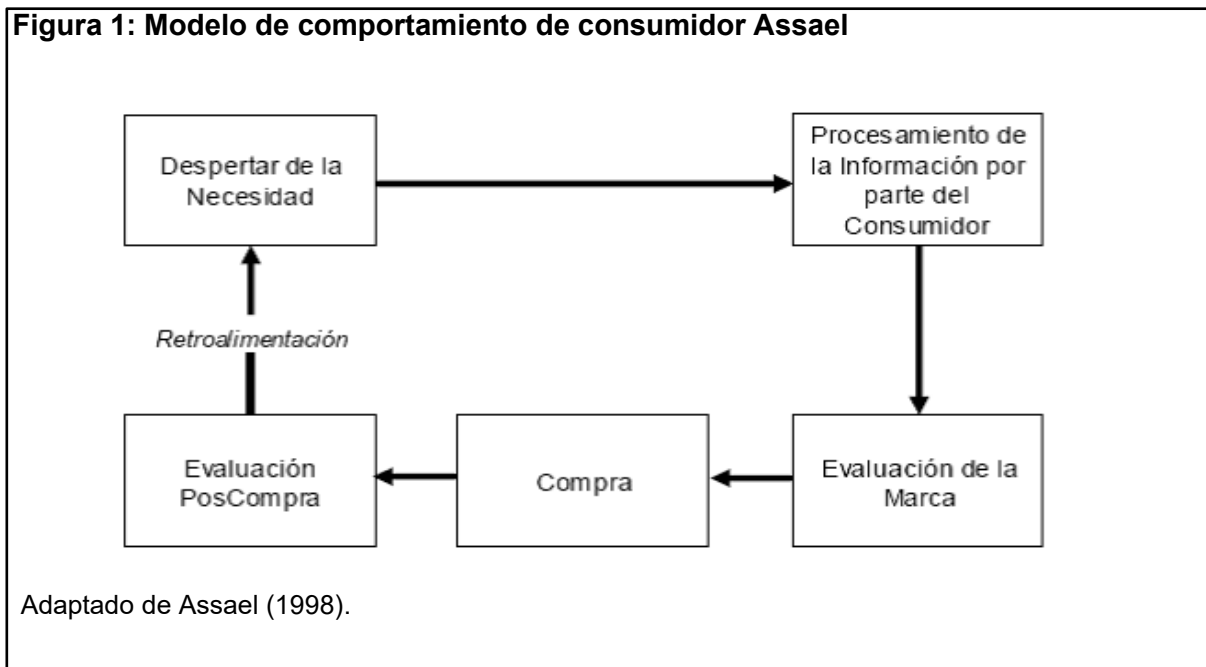 Figura 1: Modelo de comportamiento de consumidor Assael
Despertar de la
Necesidad
Procesamiento de
la Información por
parte del
Consumidor
Retroalimentación
Evaluación
PosCompra
Compra
Evaluación de la
Marca
Adaptado de Assael (1998).